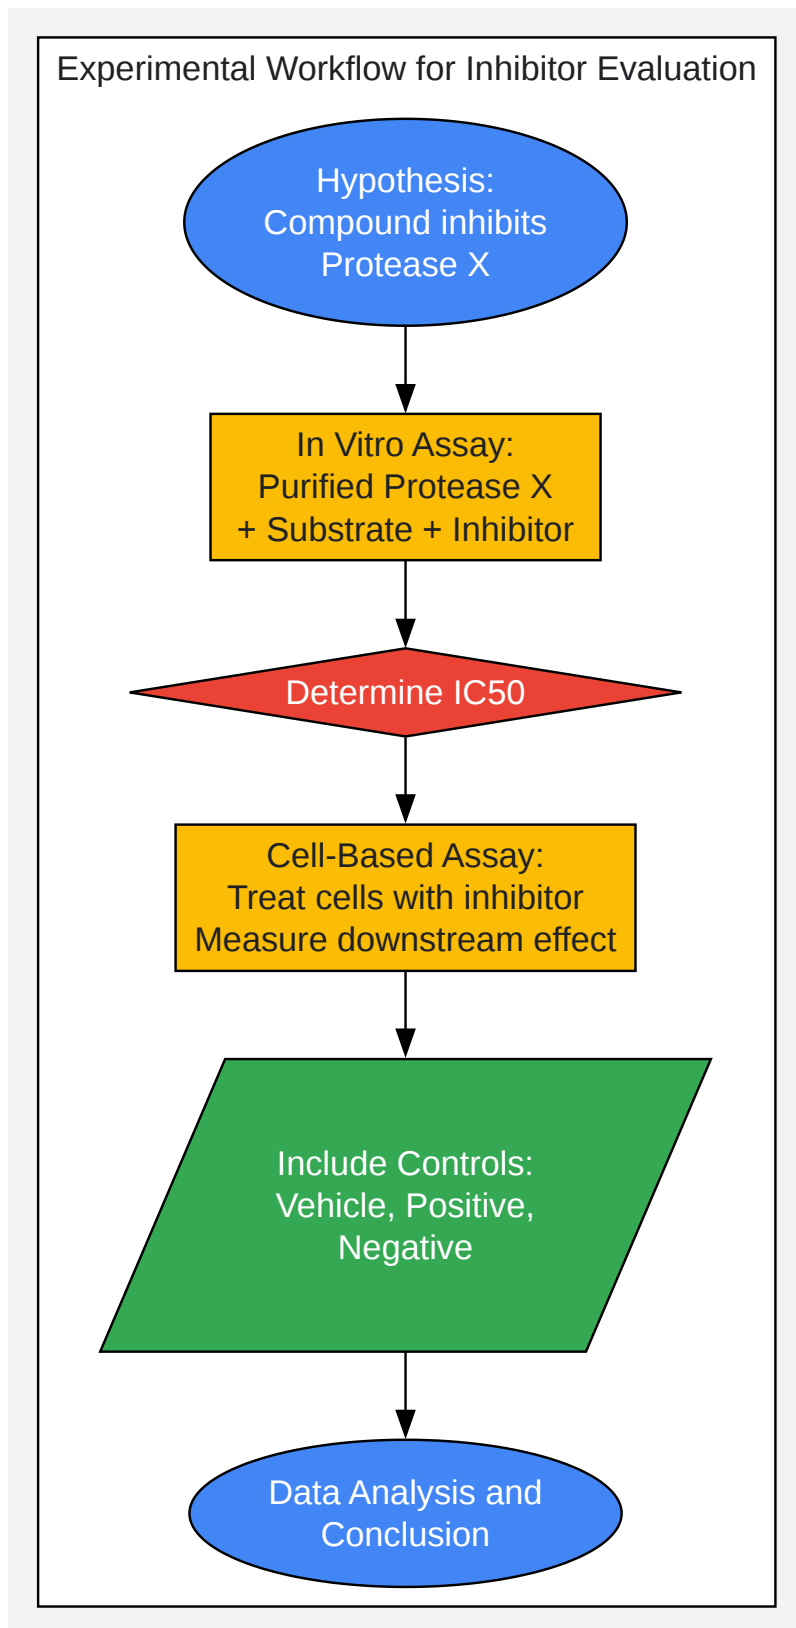 Experimental Workflow for Inhibitor Evaluation
Hypothesis:
Compound inhibits
Protease X
In Vitro Assay:
Purified Protease X
+ Substrate + Inhibitor
Determine IC50
Cell-Based Assay:
Treat cells with inhibitor
Measure downstream effect
Include Controls:
Vehicle, Positive,
Negative
Data Analysis and
Conclusion